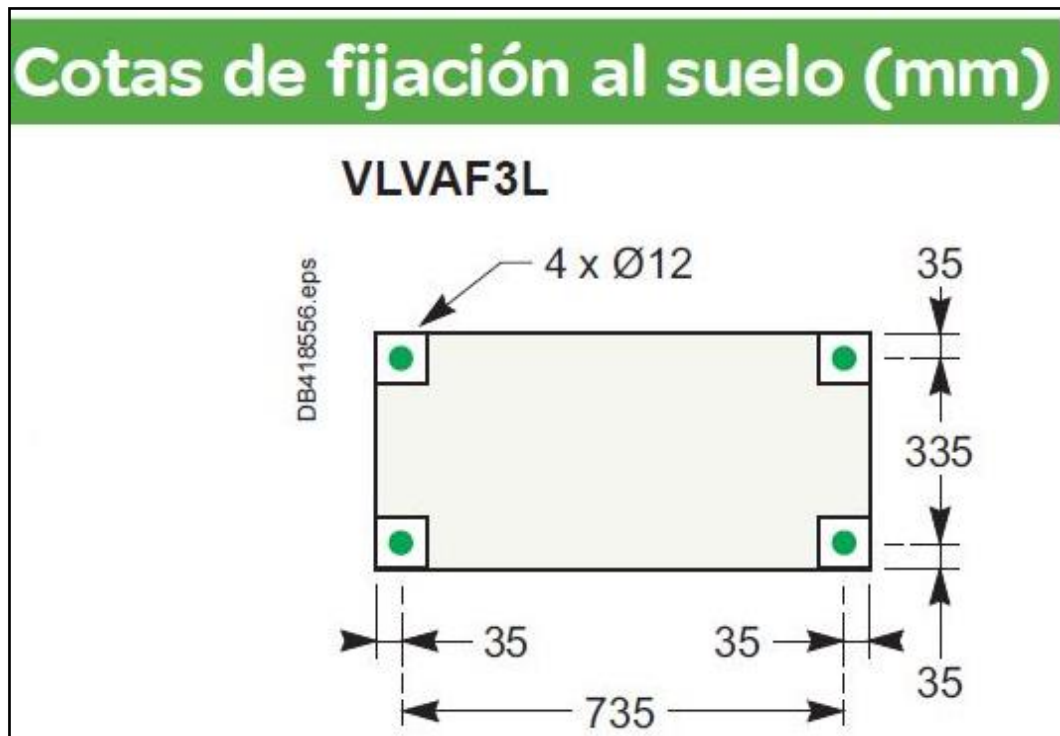 Cotas de fijación al suelo (mm)
VLVAF3L
DB418556.eps
4 x Ø12
35
335
35
35
35
735